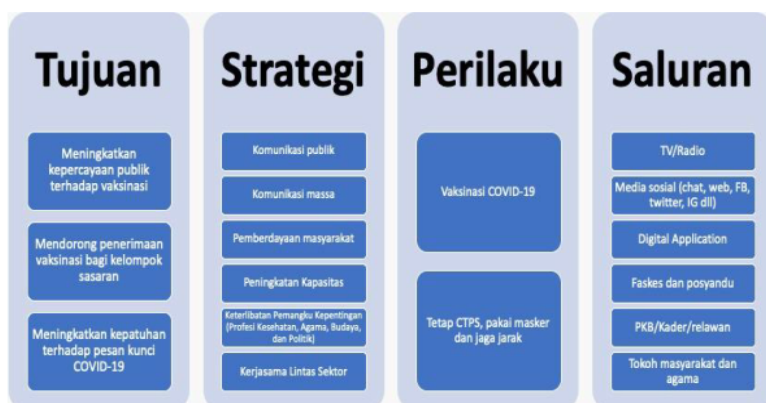 Tujuan
Meningkatkan
kepercayaan publik
terhadap vaksinasi
Mendorong penerimaan
vaksinasi bagi kelompok
sasaran
Meningkatkan kepatuhan
terhadap pesan kunci
COVID-19
Strategi
Komunikasi publik
Komunikasi massa
Pemberdayaan masyarakat
Peningkatan Kapasitas
Keterlibatan Pemangku Kepentingan
(Profesi Kesehatan, Agama, Budaya,
dan Politik)
Kerjasama Lintas Sektor
Perilaku
Vaksinasi COVID-19
Tetap CTPS, pakai masker
dan jaga jarak
Saluran
TV/Radio
Media sosial (chat, web, FB,
twitter, IG dll)
Digital Application
Faskes dan posyandu
PKB/Kader/relawan
Tokoh masyarakat dan
agama